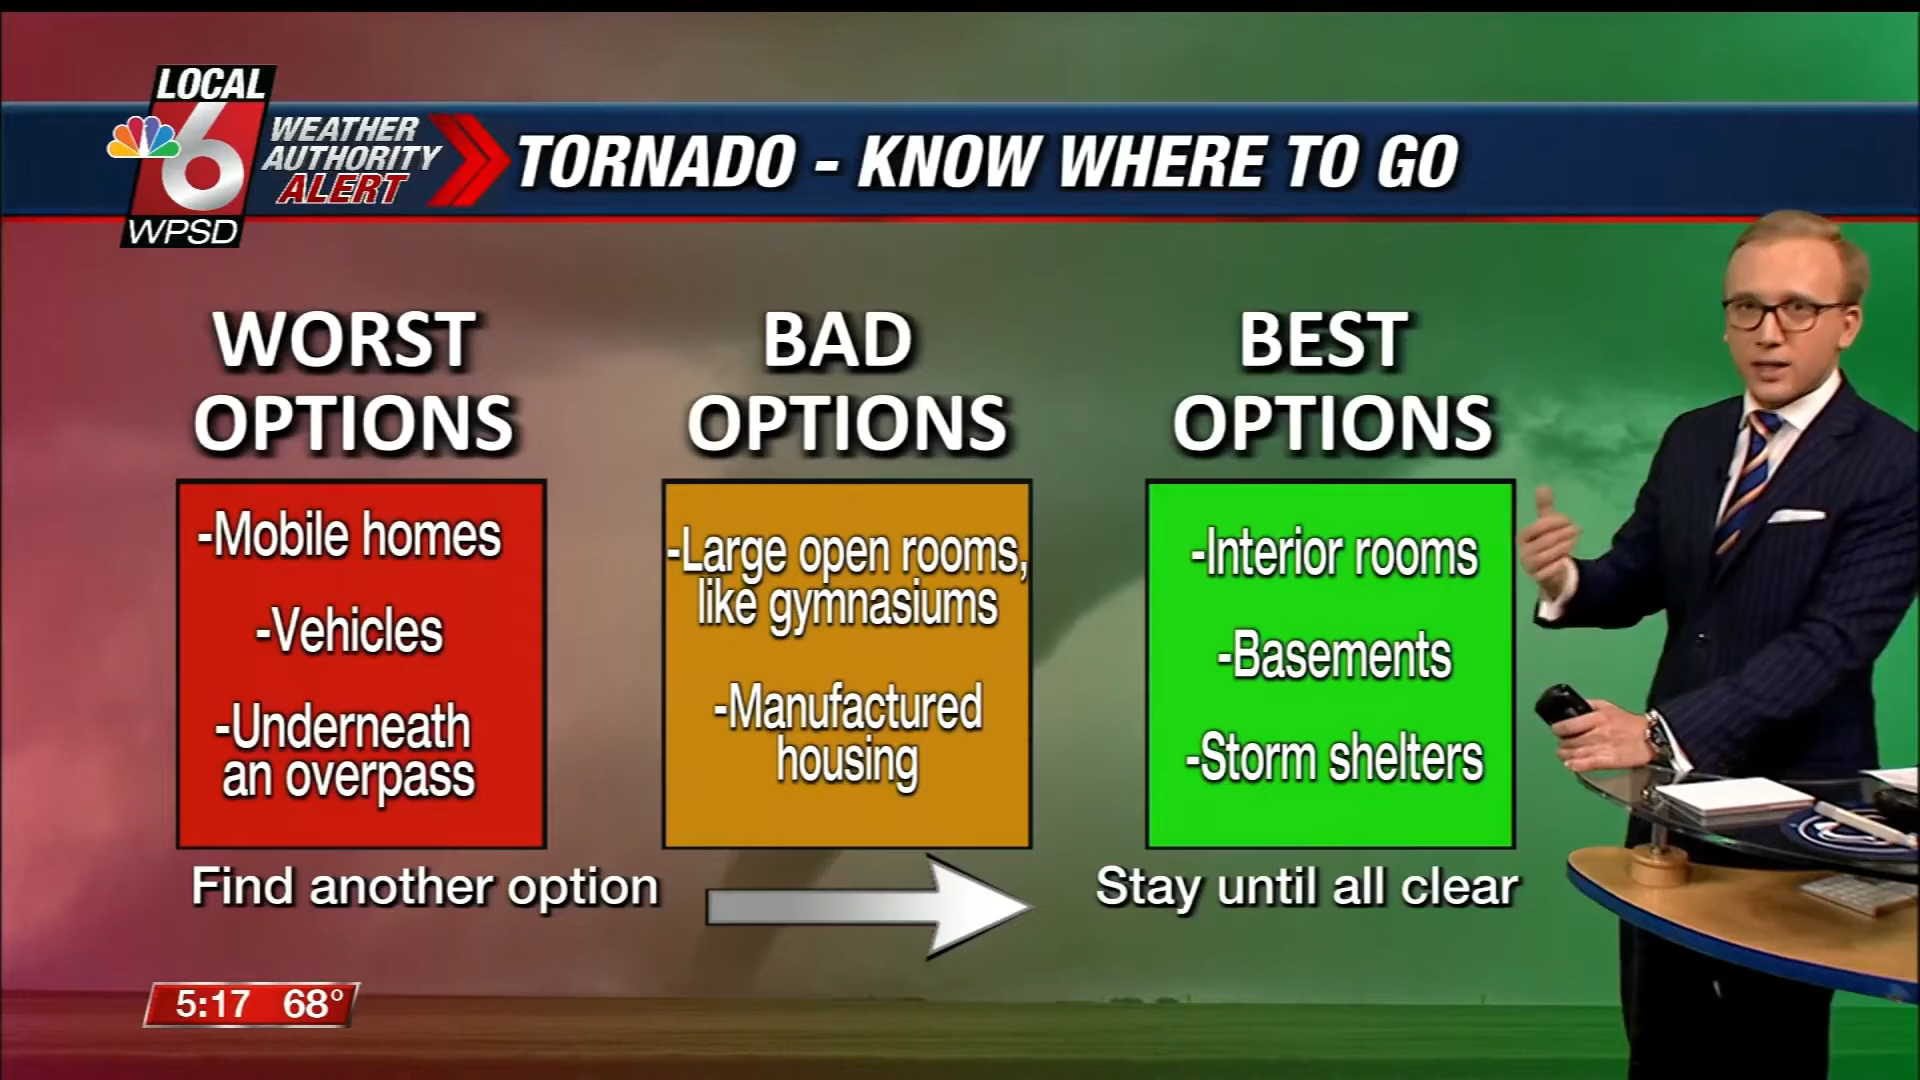 LOCAL
6
WPSD
WEATHER
AUTHORITY
ALERT
TORNADO - KNOW WHERE TO GO
WORST
OPTIONS
-Mobile homes
-Vehicles
-Underneath
an overpass
Find another option
BAD
OPTIONS
-Large open rooms,
like gymnasiums
-Manufactured
housing
BEST
OPTIONS
-Interior rooms
-Basements
-Storm shelters
Stay until all clear
5:17 68°